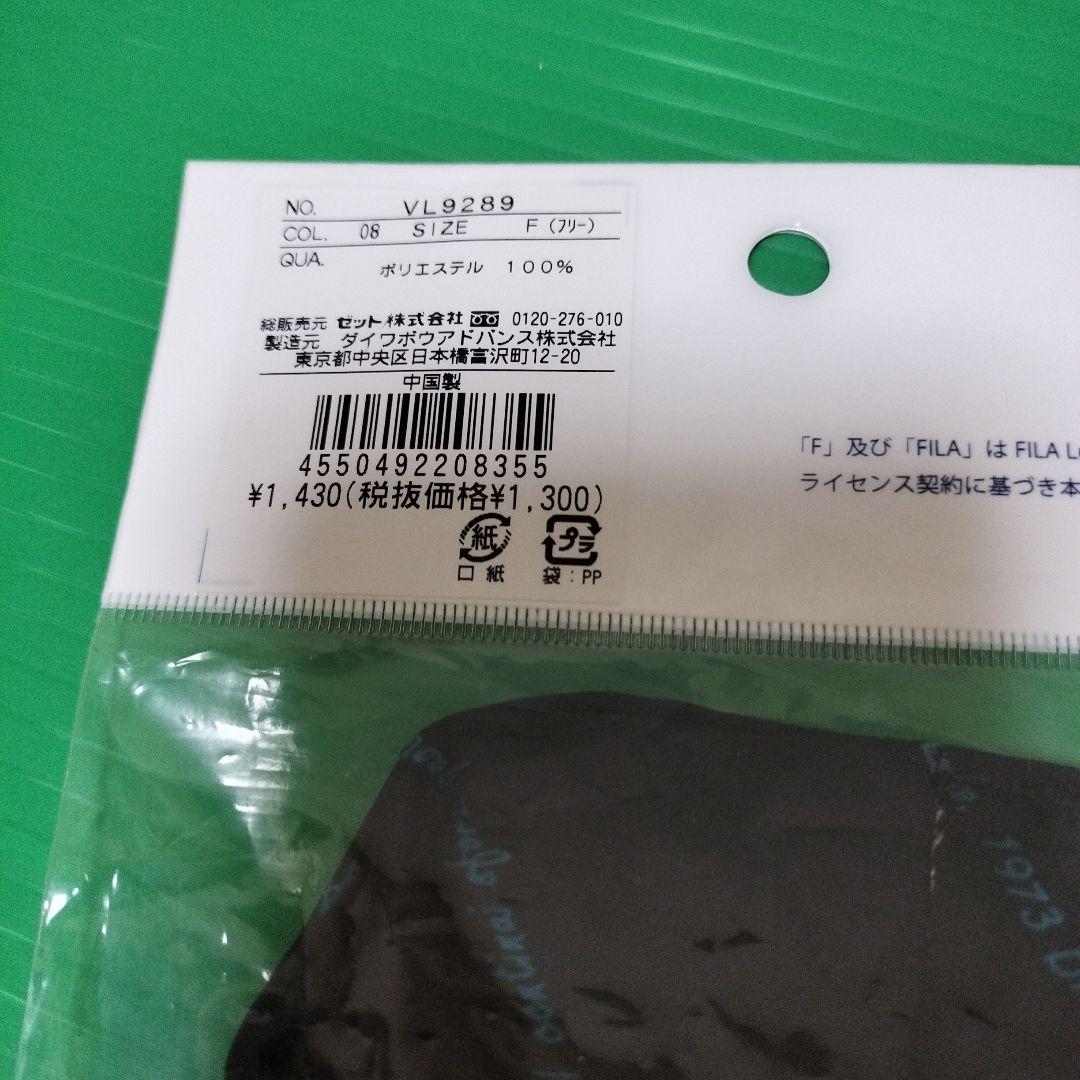 NO. VL9289
COL. 08 SIZE F (フリー)
QUA. ポリエステル 100%
総販売元 ゼット株式会社 0120-276-010
製造元 ダイワボウアドバンス株式会社
東京都中央区日本橋富沢町12-20
中国製
4550492208355
¥1,430(税抜価格¥1,300)
紙 プラ
口 紙 袋:PP
「F」及び「FILA」は FILA
ライセンス契約に基づき本
1973